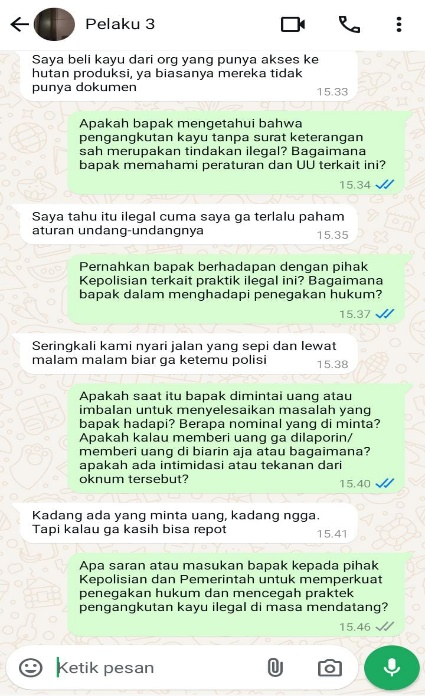 Pelaku 3
Saya beli kayu dari org yang punya akses ke
hutan produksi, ya biasanya mereka tidak
punya dokumen
15.33
Apakah bapak mengetahui bahwa
pengangkutan kayu tanpa surat keterangan
sah merupakan tindakan ilegal? Bagaimana
bapak memahami peraturan dan UU terkait ini?
15.34
Saya tahu itu ilegal cuma saya ga terlalu paham
aturan undang-undangnya
15.35
Pernahkan bapak berhadapan dengan pihak
Kepolisian terkait praktik ilegal ini? Bagaimana
bapak dalam menghadapi penegakan hukum?
15.37
Seringkali kami nyari jalan yang sepi dan lewat
malam malam biar ga ketemu polisi
15.38
Apakah saat itu bapak dimintai uang atau
imbalan untuk menyelesaikan masalah yang
bapak hadapi? Berapa nominal yang di minta?
Apakah kalau memberi uang ga dilaporin/
memberi uang di biarin aja atau bagaimana?
apakah ada intimidasi atau tekanan dari
oknum tersebut?
15.40
Kadang ada yang minta uang, kadang ngga.
Tapi kalau ga kasih bisa repot
15.41
Apa saran atau masukan bapak kepada pihak
Kepolisian dan Pemerintah untuk memperkuat
penegakan hukum dan mencegah praktek
pengangkutan kayu ilegal di masa mendatang?
15.46
Ketik pesan